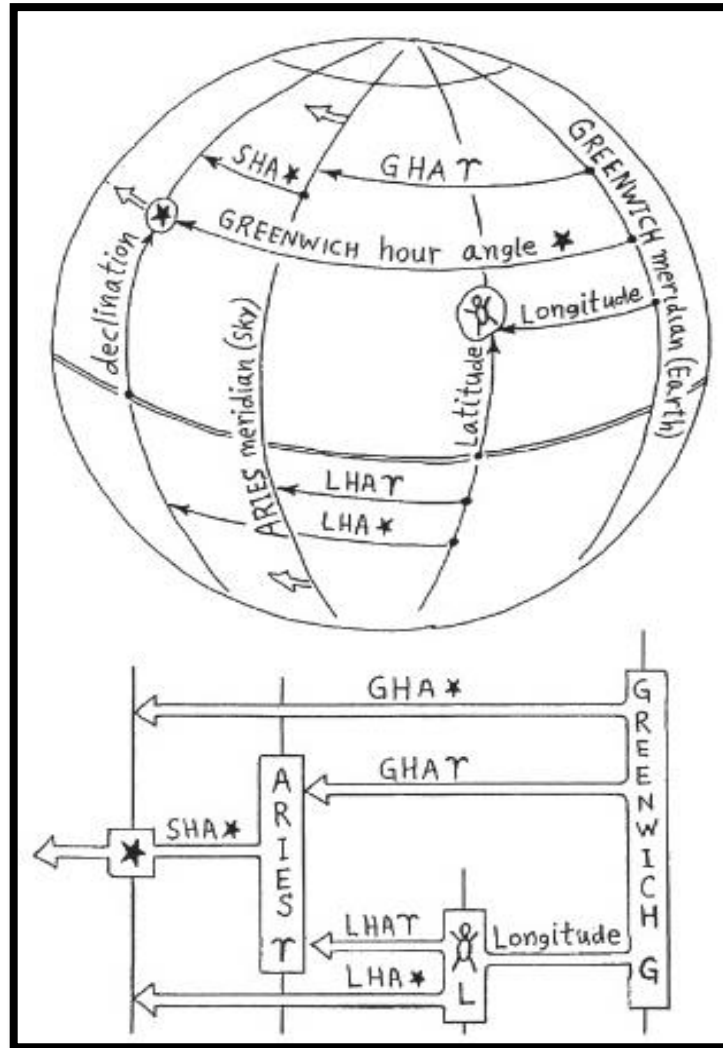 SHA★
GHA♈
GREENWICH meridian (Earth)
GREENWICH hour angle ★
declination
Longitude
Latitude
ARIES meridian (sky)
LHA♈
LHA★
GHA★
GREENWICH G
GHA♈
ARIES ♈
SHA★
★
LHA♈
Longitude
L
LHA★